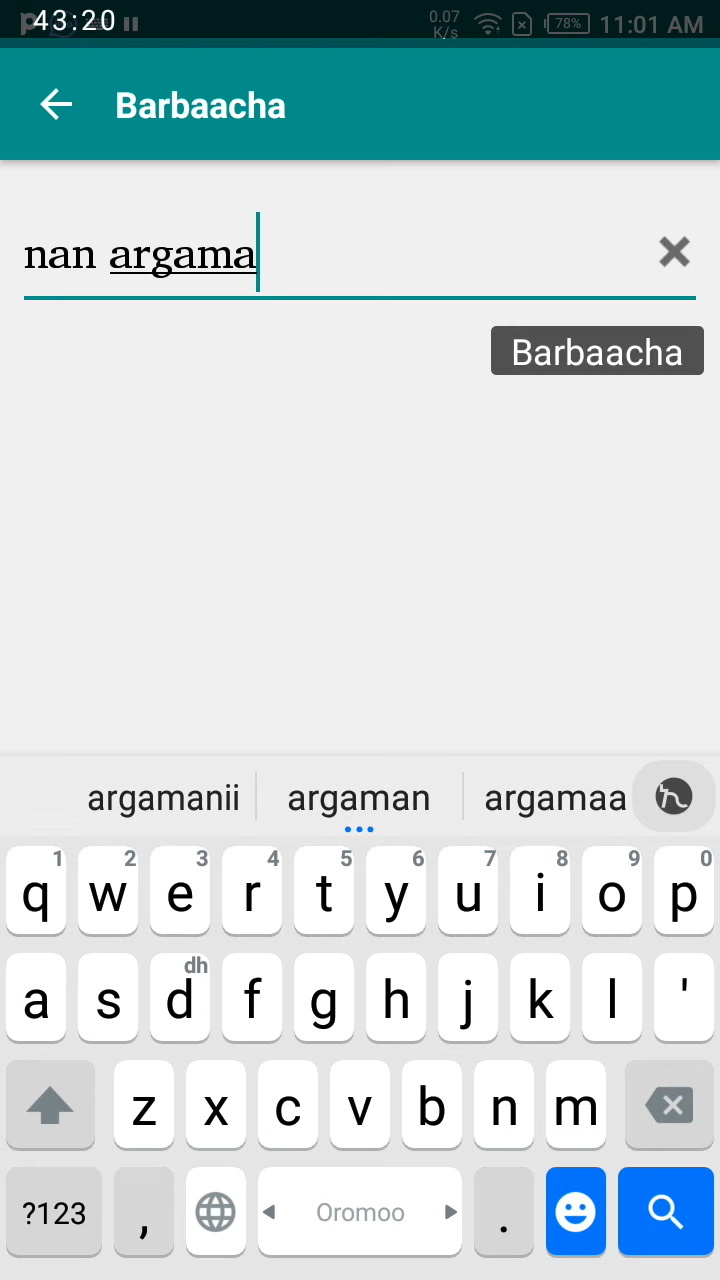 43:20 0.07 K/s 78% 11:01 AM
Barbaacha
nan argama
Barbaacha
argamanii argaman argamaa
1 2 3 4 5 6 7 8 9 0
q w e r t y u i o p
dh
a s d f g h j k l '
z x c v b n m
?123 , Oromoo .